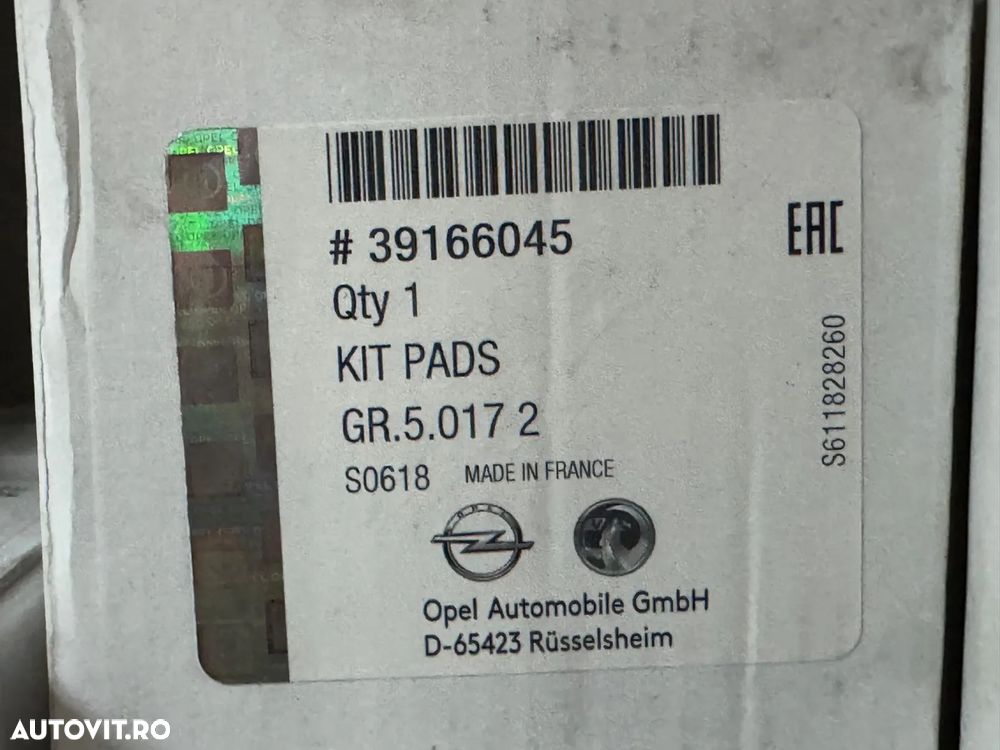 # 39166045
EAC
Qty 1
KIT PADS
GR.5.017 2
S0618 MADE IN FRANCE
S611828260
OPEL
Opel Automobile GmbH
D-65423 Rüsselsheim
AUTOVIT.RO